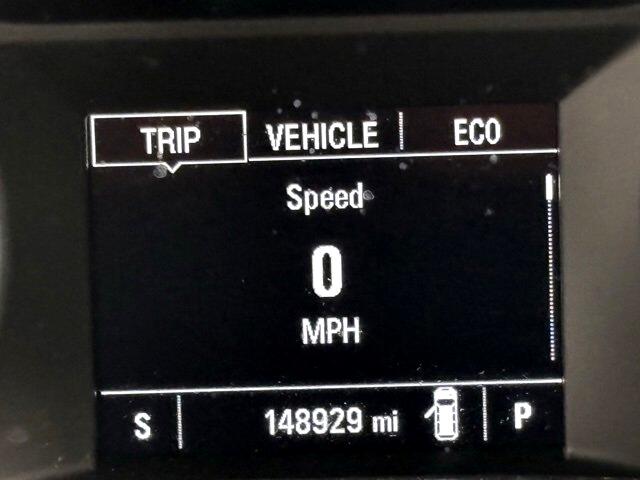 TRIP VEHICLE ECO
Speed
0
MPH
S 148929 mi P